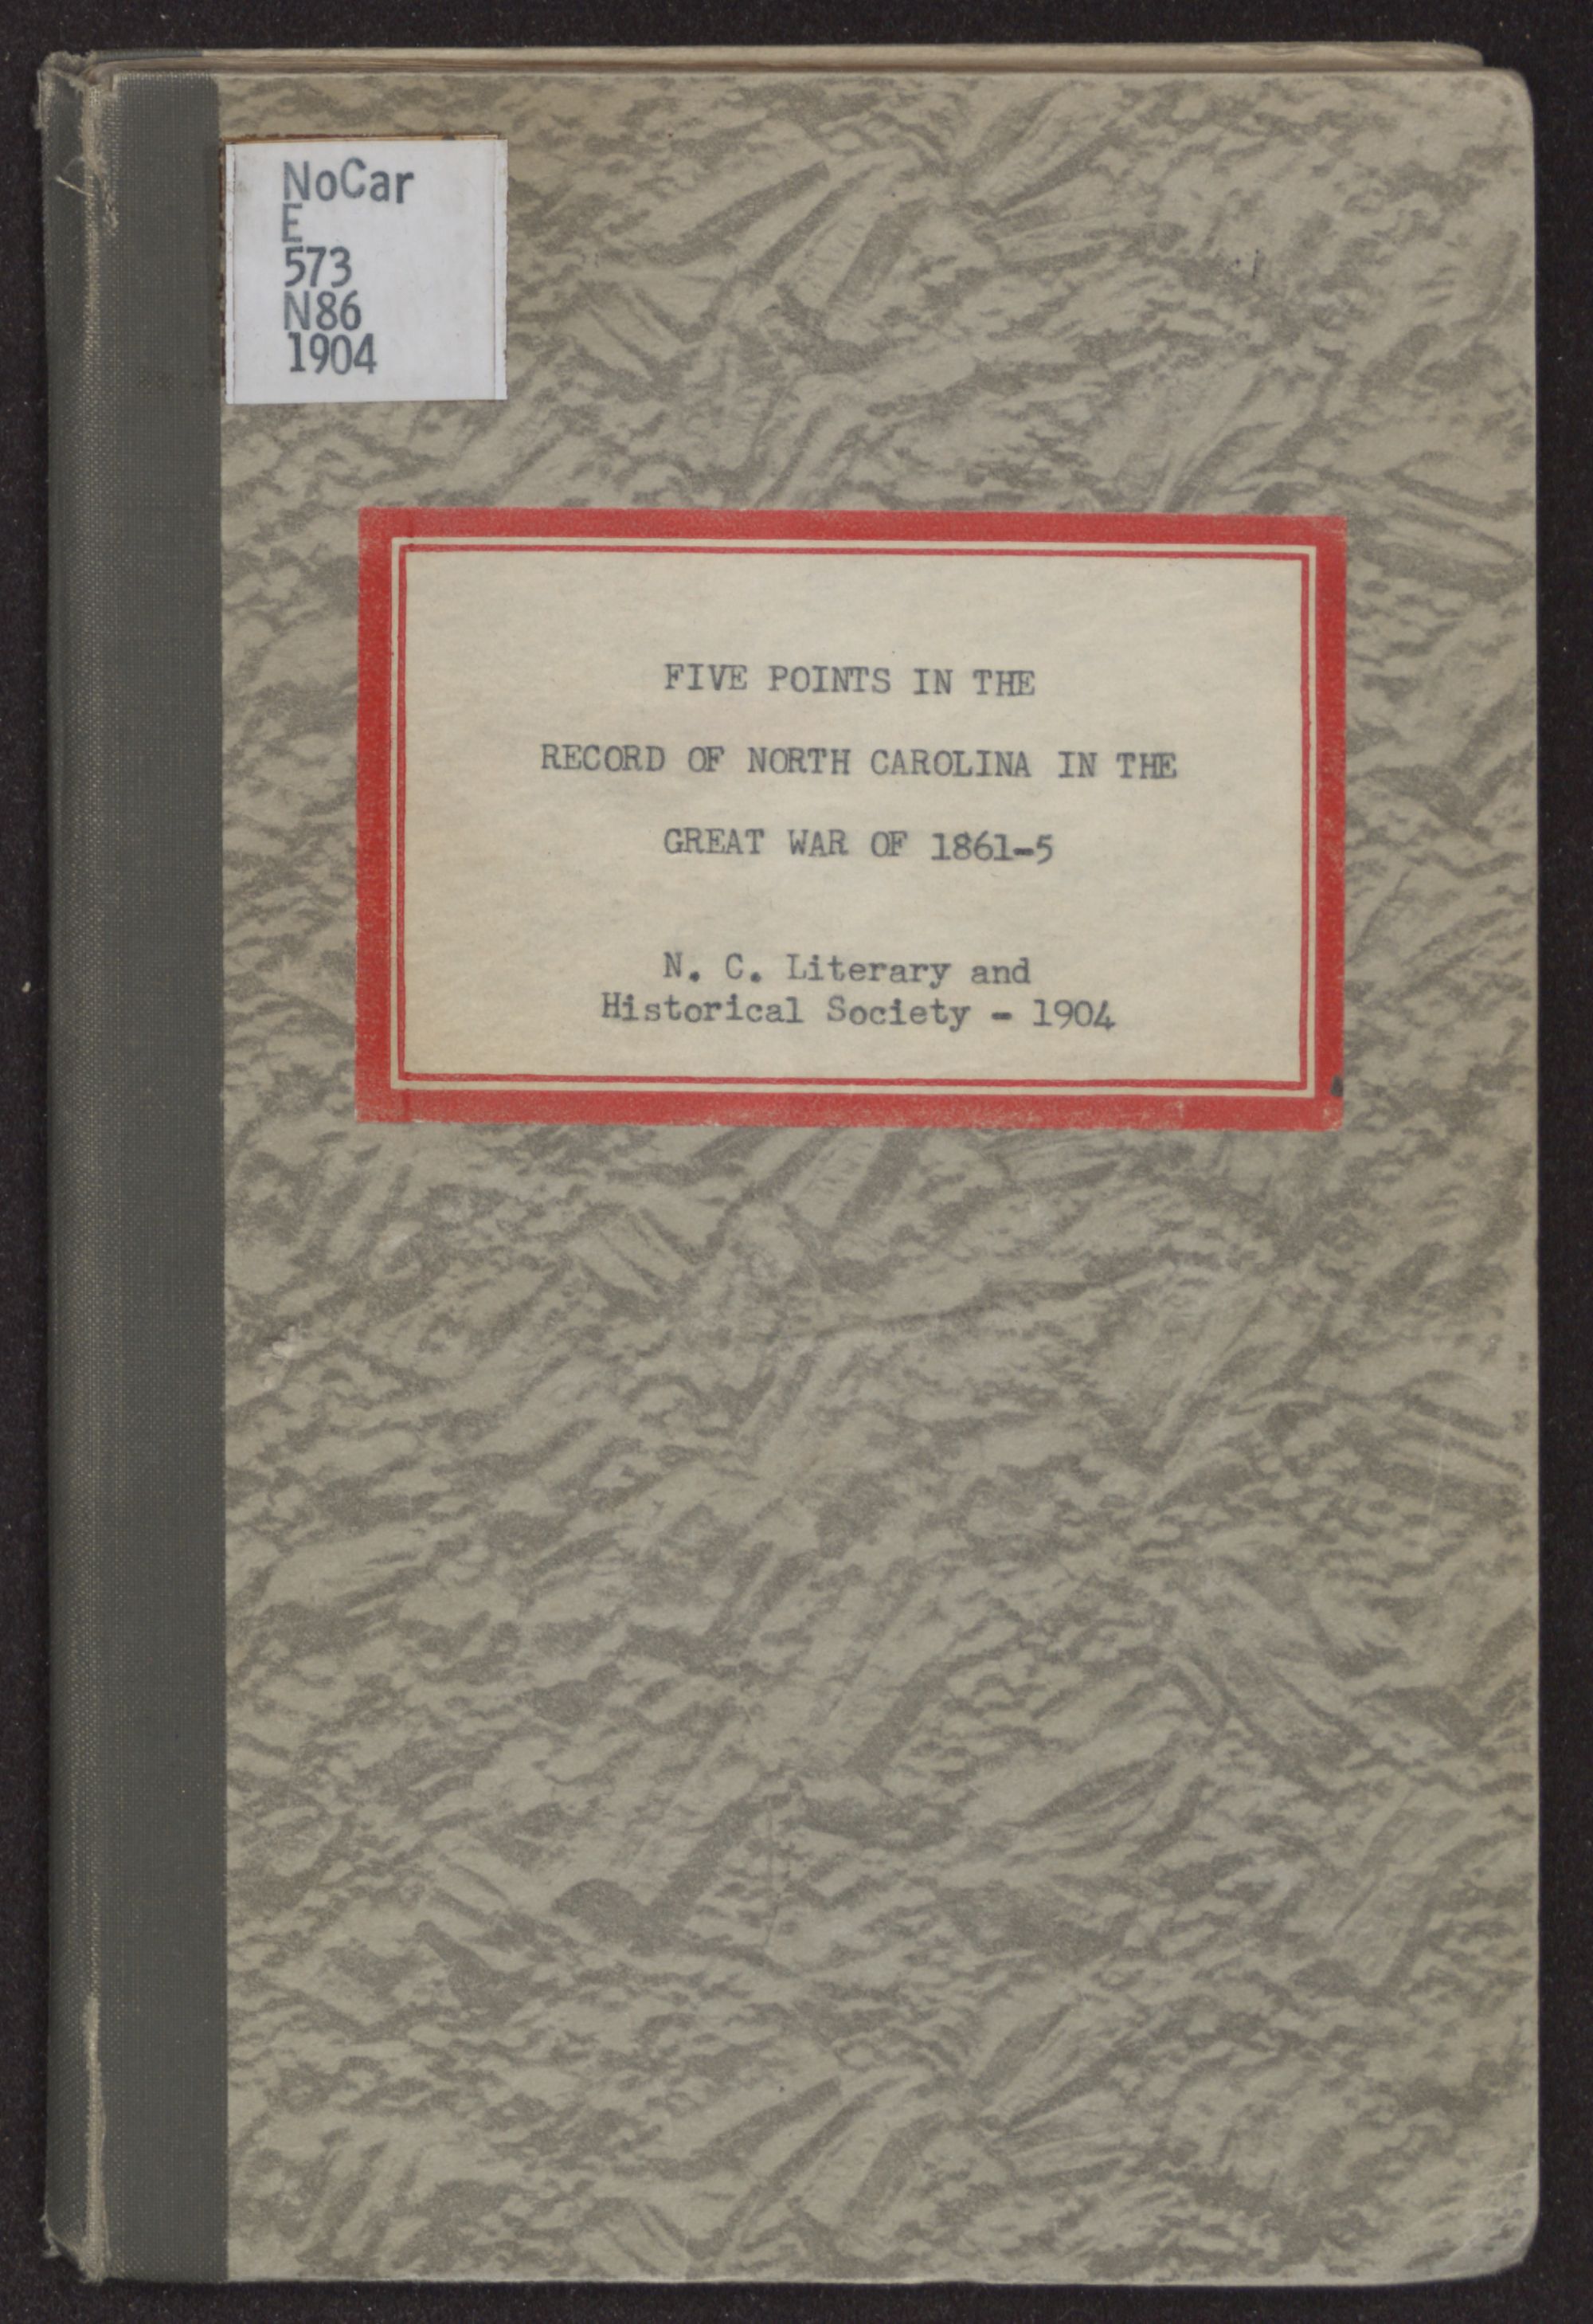 NoCar
E
573
N86
1904
FIVE POINTS IN THE
RECORD OF NORTH CAROLINA IN THE
GREAT WAR OF 1861-5
N. C. Literary and
Historical Society - 1904